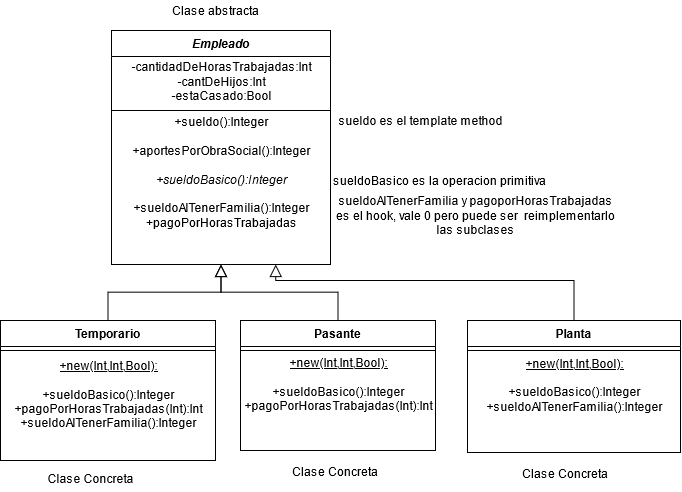 Clase abstracta
Empleado
-cantidadDeHorasTrabajadas:Int
-cantDeHijos:Int
-estaCasado:Bool
+sueldo():Integer
sueldo es el template method
+aportesPorObraSocial():Integer
+sueldoBasico():Integer
sueldoBasico es la operacion primitiva
+sueldoAlTenerFamilia():Integer
+pagoPorHorasTrabajadas
sueldoAlTenerFamilia y pagoporHorasTrabajadas
es el hook, vale 0 pero puede ser reimplementarlo
las subclases
Temporario
+new(Int,Int,Bool):
+sueldoBasico():Integer
+pagoPorHorasTrabajadas(Int):Int
+sueldoAlTenerFamilia():Integer
Clase Concreta
Pasante
+new(Int,Int,Bool):
+sueldoBasico():Integer
+pagoPorHorasTrabajadas(Int):Int
Clase Concreta
Planta
+new(Int,Int,Bool):
+sueldoBasico():Integer
+sueldoAlTenerFamilia():Integer
Clase Concreta